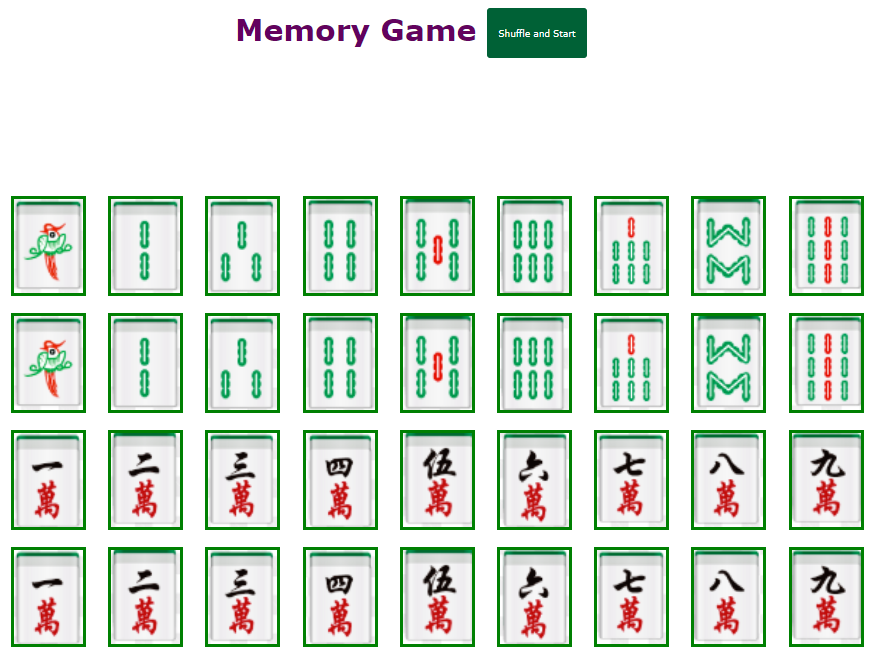 Memory Game
Shuffle and Start
一 二 三 四 伍 六 七 八 九
萬 萬 萬 萬 萬 萬 萬 萬 萬
一 二 三 四 伍 六 七 八 九
萬 萬 萬 萬 萬 萬 萬 萬 萬